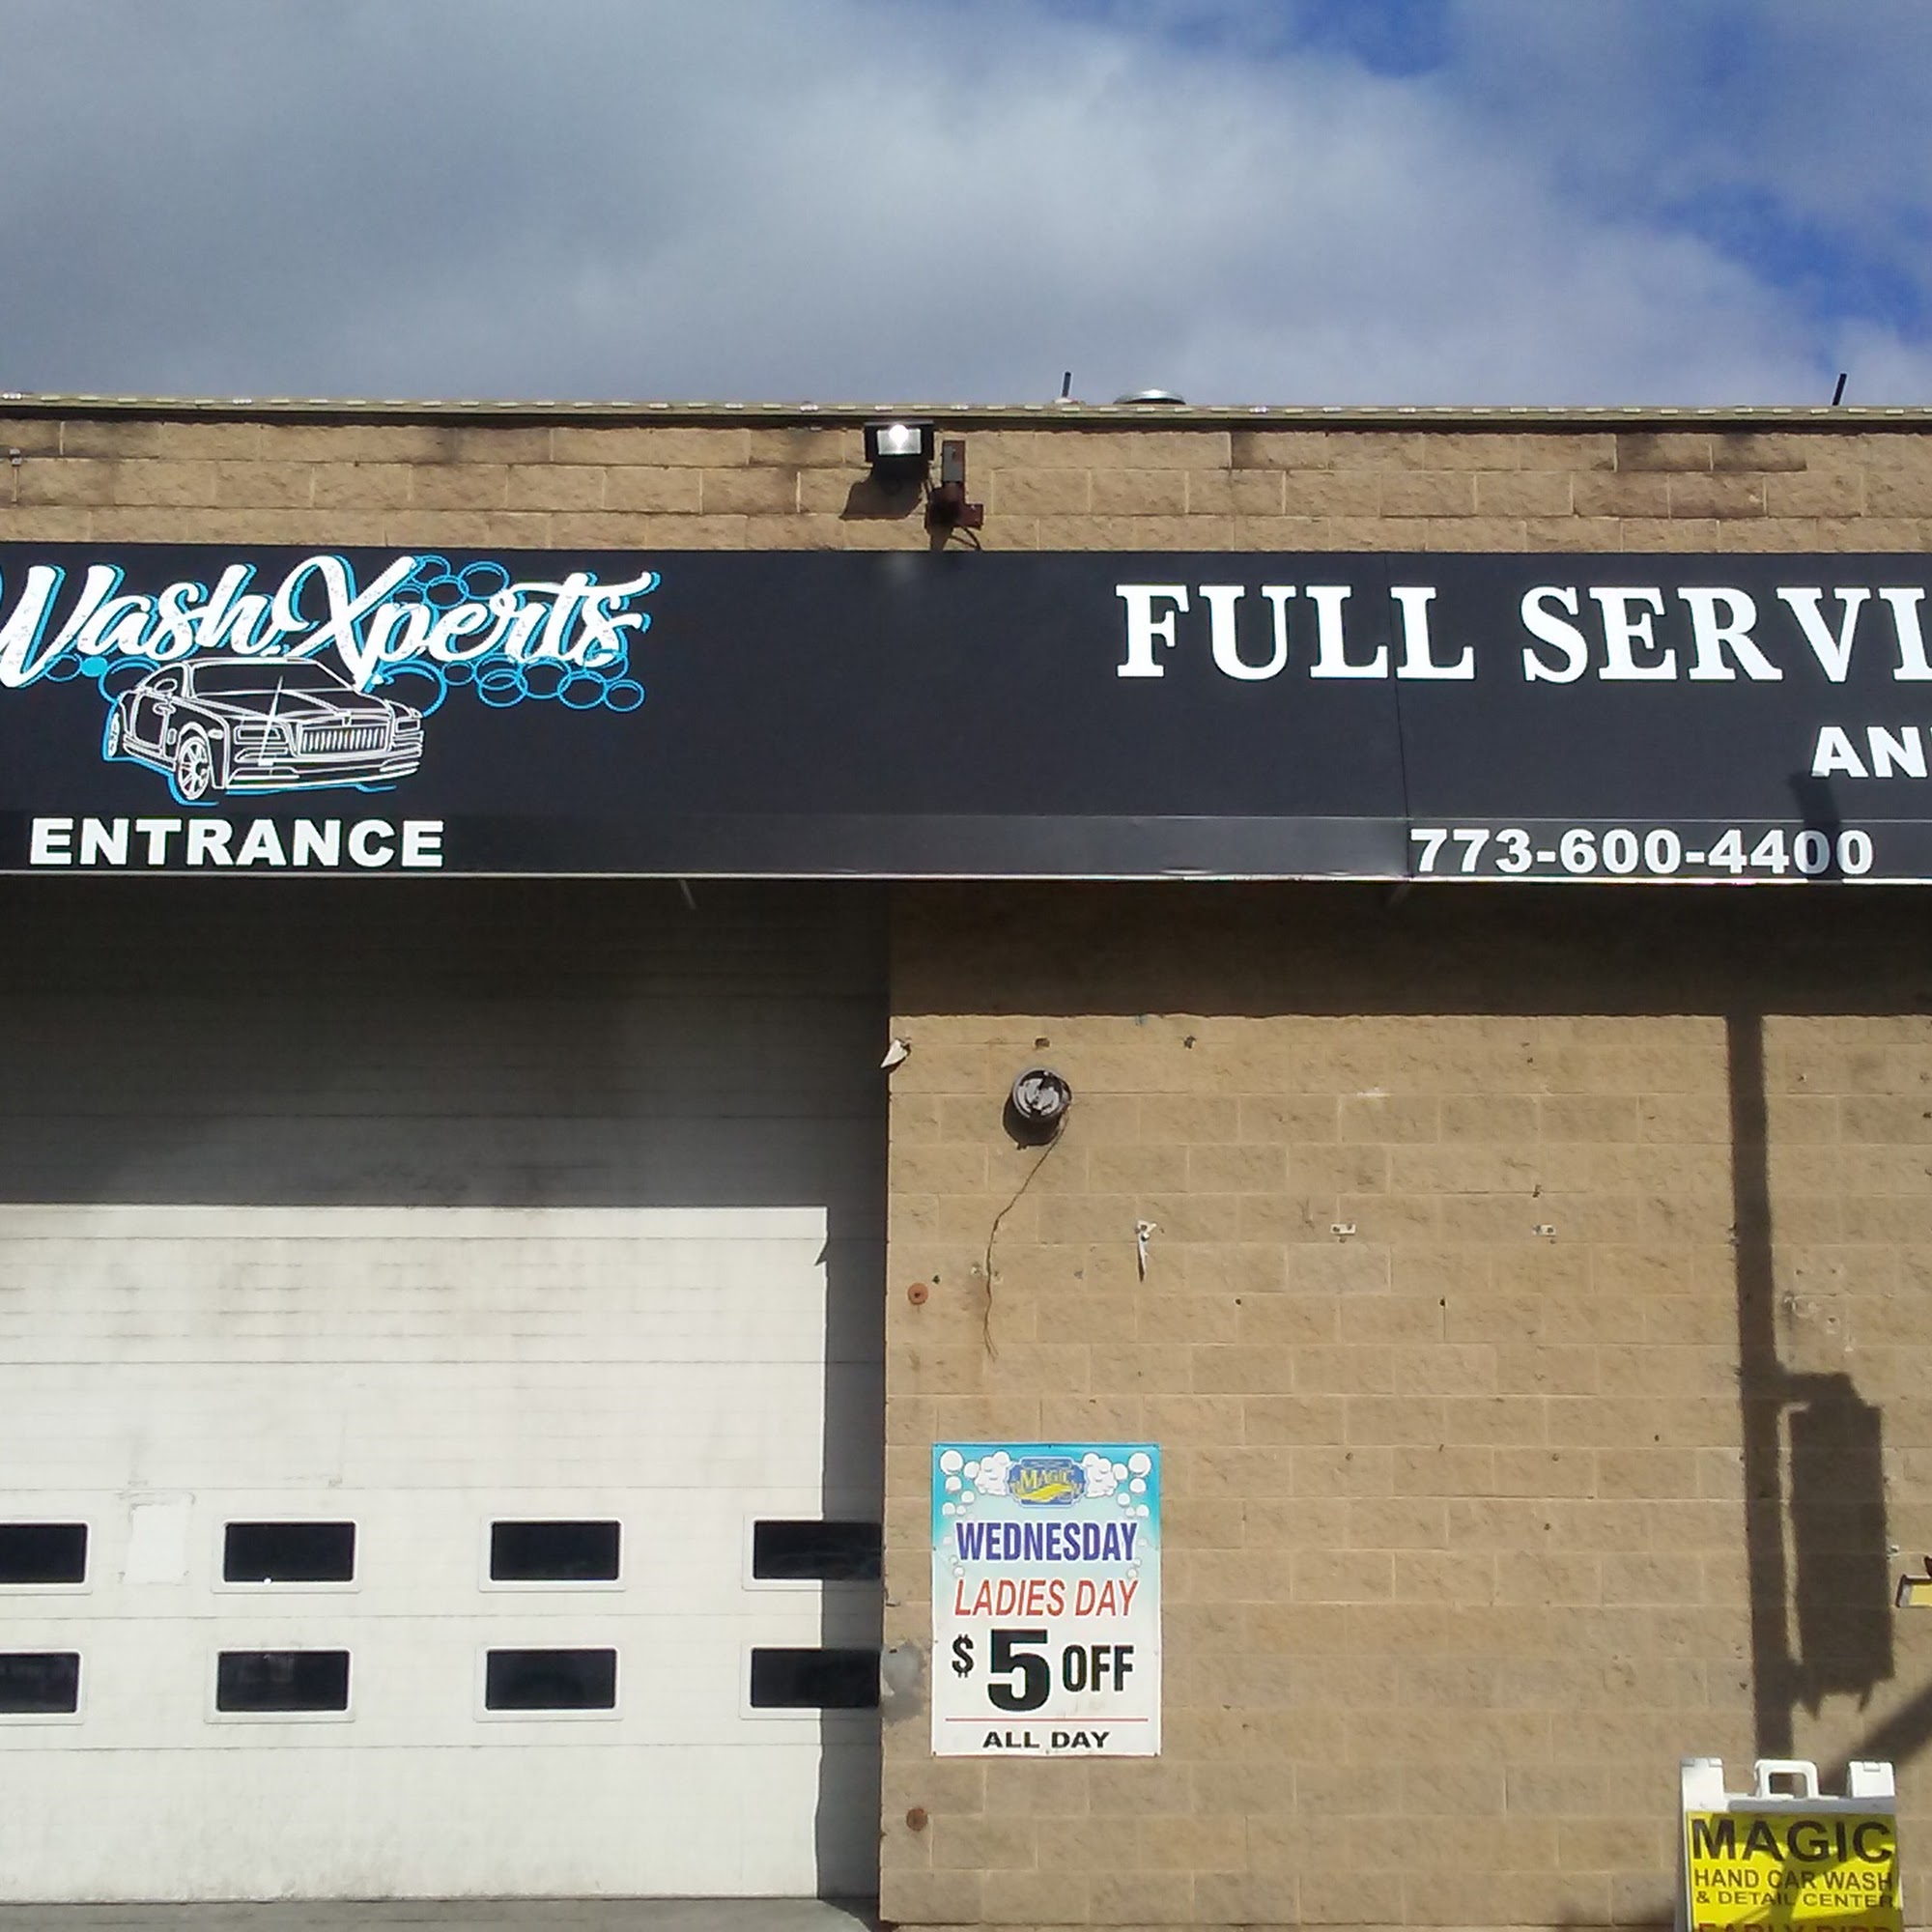 WashXperts
ENTRANCE
FULL SERVI
AN
773-600-4400
MAGIC
WEDNESDAY
LADIES DAY
$5 OFF
ALL DAY
MAGIC
HAND CAR WASH
& DETAIL CENTER